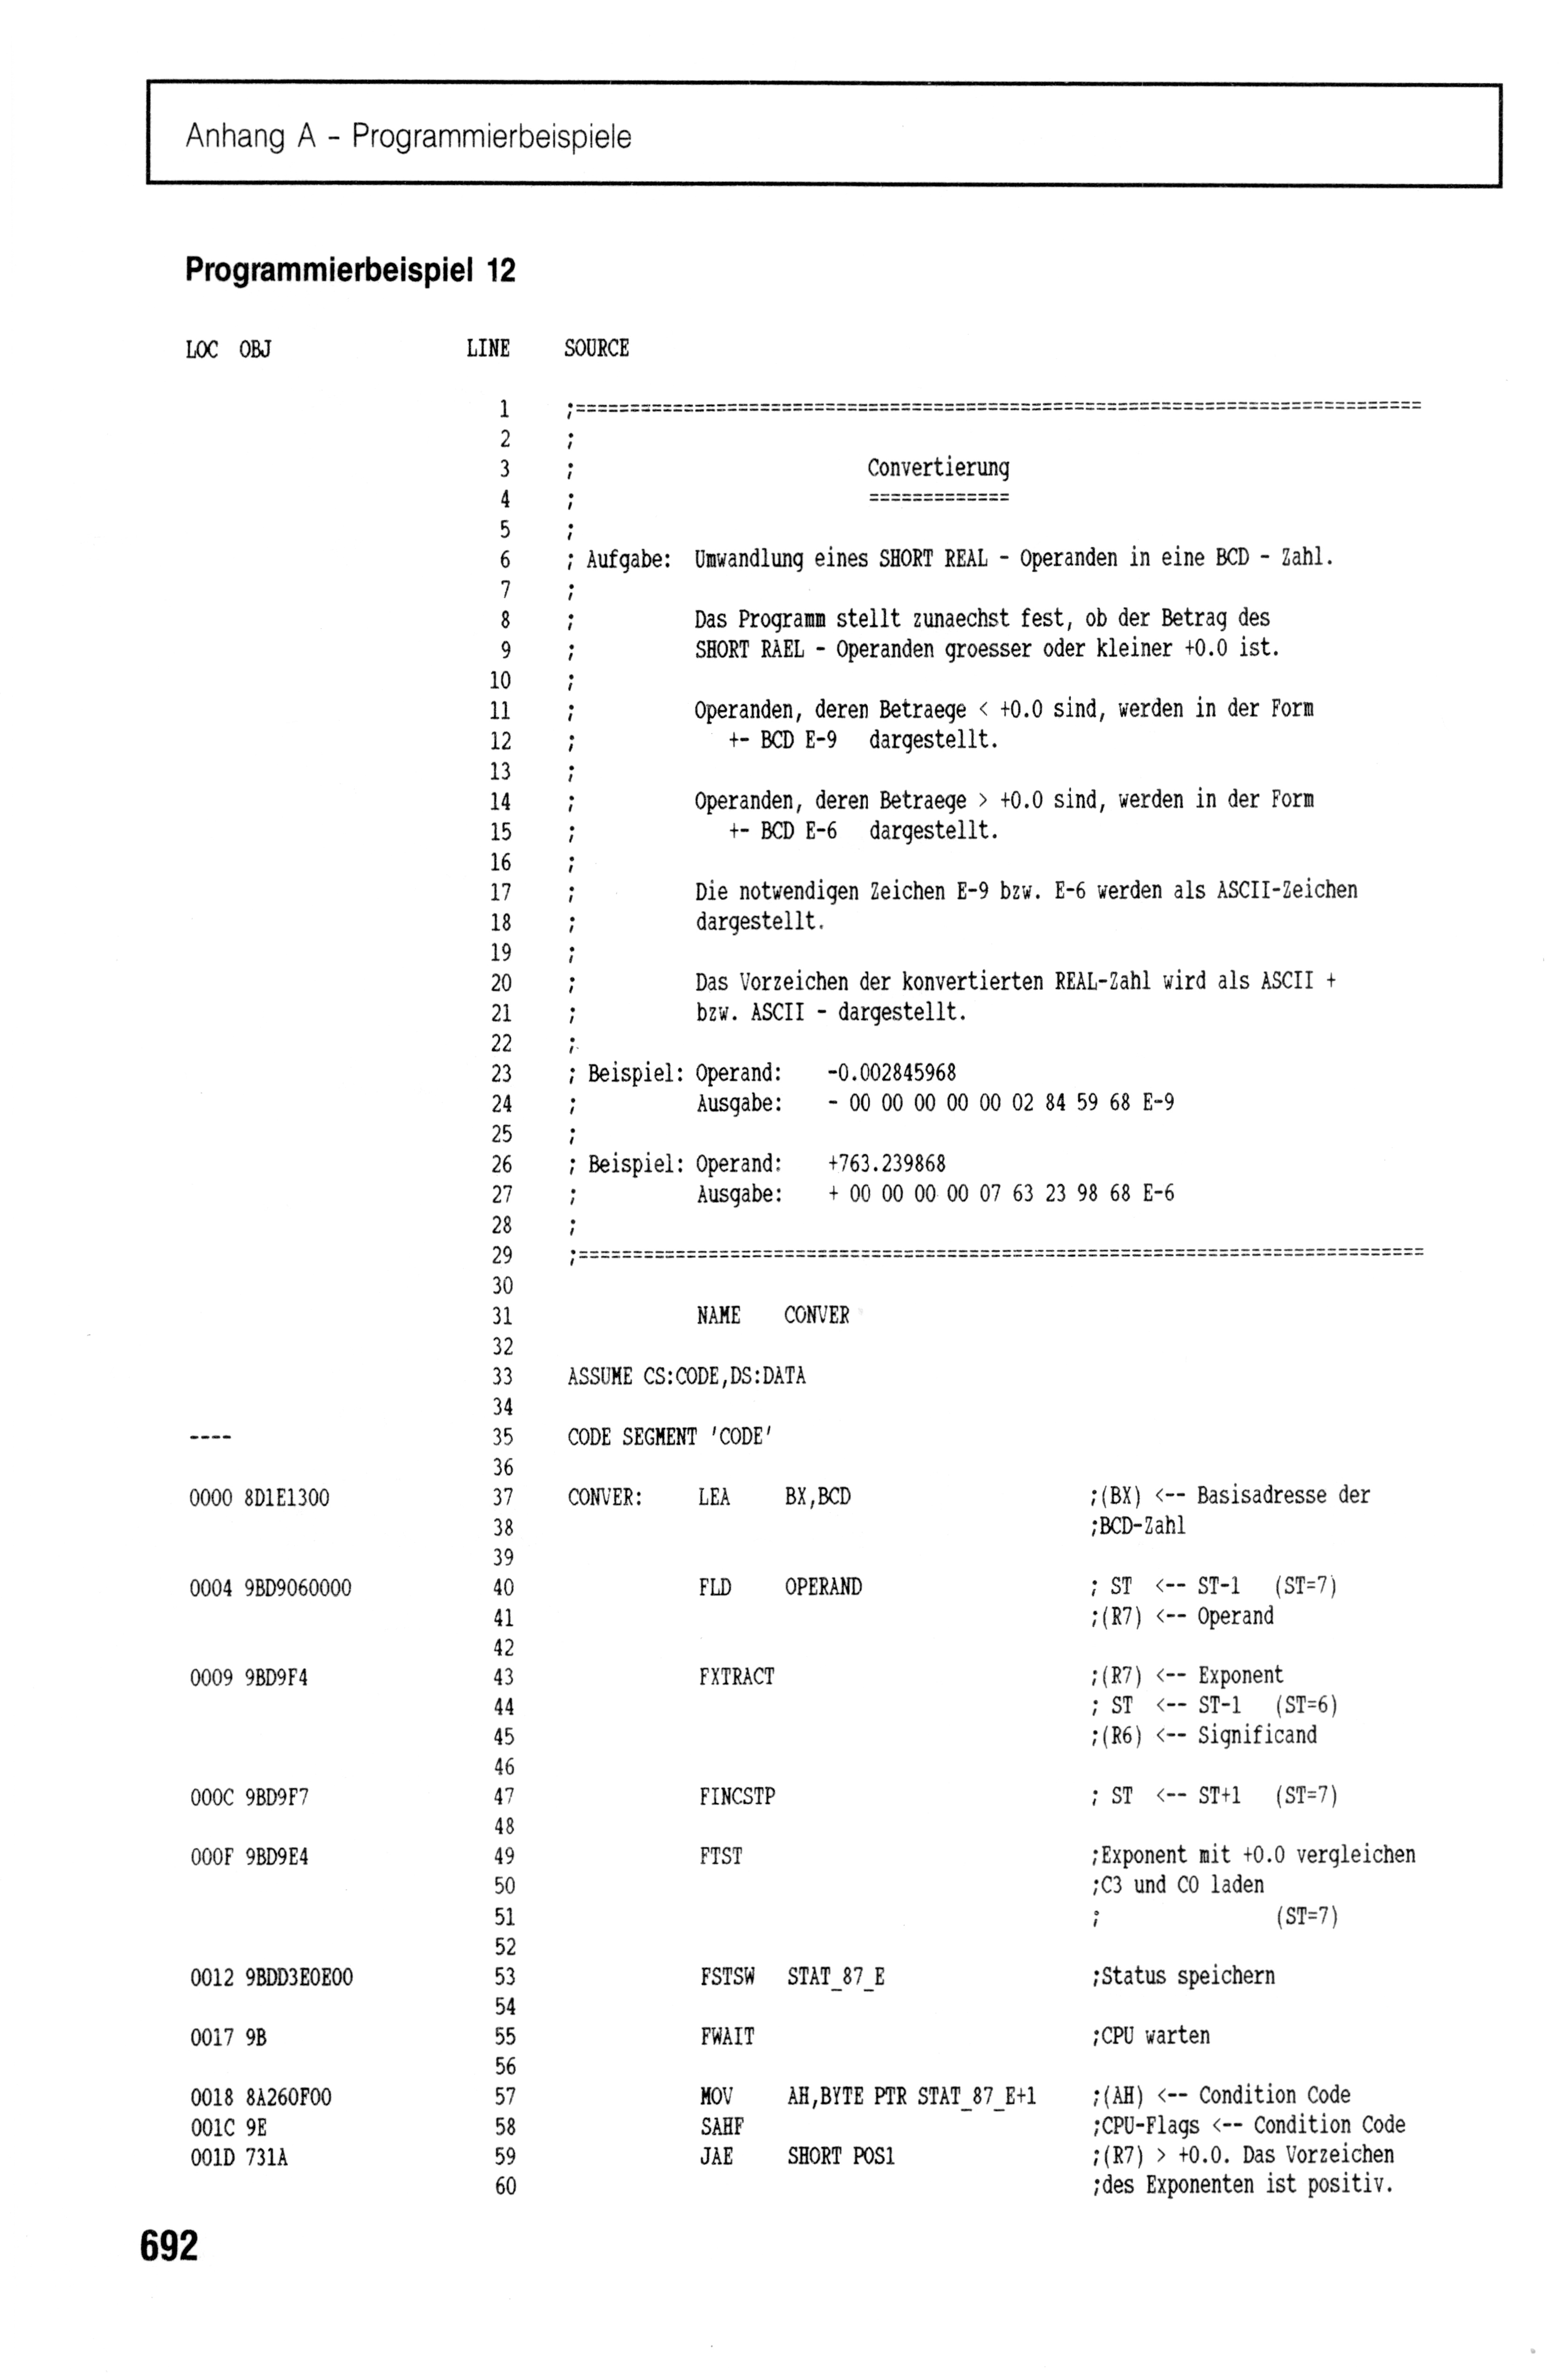 Anhang A - Programmierbeispiele
Programmierbeispiel 12
LOC  OBJ                 LINE    SOURCE
1    ;==============================================================================
2    ;
3    ;                           Convertierung
4    ;                           =============
5    ;
6    ; Aufgabe:  Umwandlung eines SHORT REAL - Operanden in eine BCD - Zahl.
7    ;
8    ;           Das Programm stellt zunaechst fest, ob der Betrag des
9    ;           SHORT RAEL - Operanden groesser oder kleiner +0.0 ist.
10    ;
11    ;           Operanden, deren Betraege < +0.0 sind, werden in der Form
12    ;              +- BCD E-9   dargestellt.
13    ;
14    ;           Operanden, deren Betraege > +0.0 sind, werden in der Form
15    ;              +- BCD E-6   dargestellt.
16    ;
17    ;           Die notwendigen Zeichen E-9 bzw. E-6 werden als ASCII-Zeichen
18    ;           dargestellt.
19    ;
20    ;           Das Vorzeichen der konvertierten REAL-Zahl wird als ASCII +
21    ;           bzw. ASCII - dargestellt.
22    ;
23    ; Beispiel: Operand:    -0.002845968
24    ;           Ausgabe:    - 00 00 00 00 00 02 84 59 68 E-9
25    ;
26    ; Beispiel: Operand:    +763.239868
27    ;           Ausgabe:    + 00 00 00 00 07 63 23 98 68 E-6
28    ;
29    ;==============================================================================
30
31                NAME    CONVER
32
33    ASSUME CS:CODE,DS:DATA
34
----                     35    CODE SEGMENT 'CODE'
36
0000 8D1E1300            37    CONVER:     LEA     BX,BCD                      ;(BX) <-- Basisadresse der
38                                                    ;BCD-Zahl
39
0004 9BD9060000          40                FLD     OPERAND                     ; ST  <-- ST-1   (ST=7)
41                                                    ;(R7) <-- Operand
42
0009 9BD9F4              43                FXTRACT                             ;(R7) <-- Exponent
44                                                    ; ST  <-- ST-1   (ST=6)
45                                                    ;(R6) <-- Significand
46
000C 9BD9F7              47                FINCSTP                             ; ST  <-- ST+1   (ST=7)
48
000F 9BD9E4              49                FTST                                ;Exponent mit +0.0 vergleichen
50                                                    ;C3 und C0 laden
51                                                    ;                (ST=7)
52
0012 9BDD3E0E00          53                FSTSW   STAT_87_E                   ;Status speichern
54
0017 9B                  55                FWAIT                               ;CPU warten
56
0018 8A260F00            57                MOV     AH,BYTE PTR STAT_87_E+1     ;(AH) <-- Condition Code
001C 9E                  58                SAHF                                ;CPU-Flags <-- Condition Code
001D 731A                59                JAE     SHORT POS1                  ;(R7) > +0.0. Das Vorzeichen
60                                                    ;des Exponenten ist positiv.
692